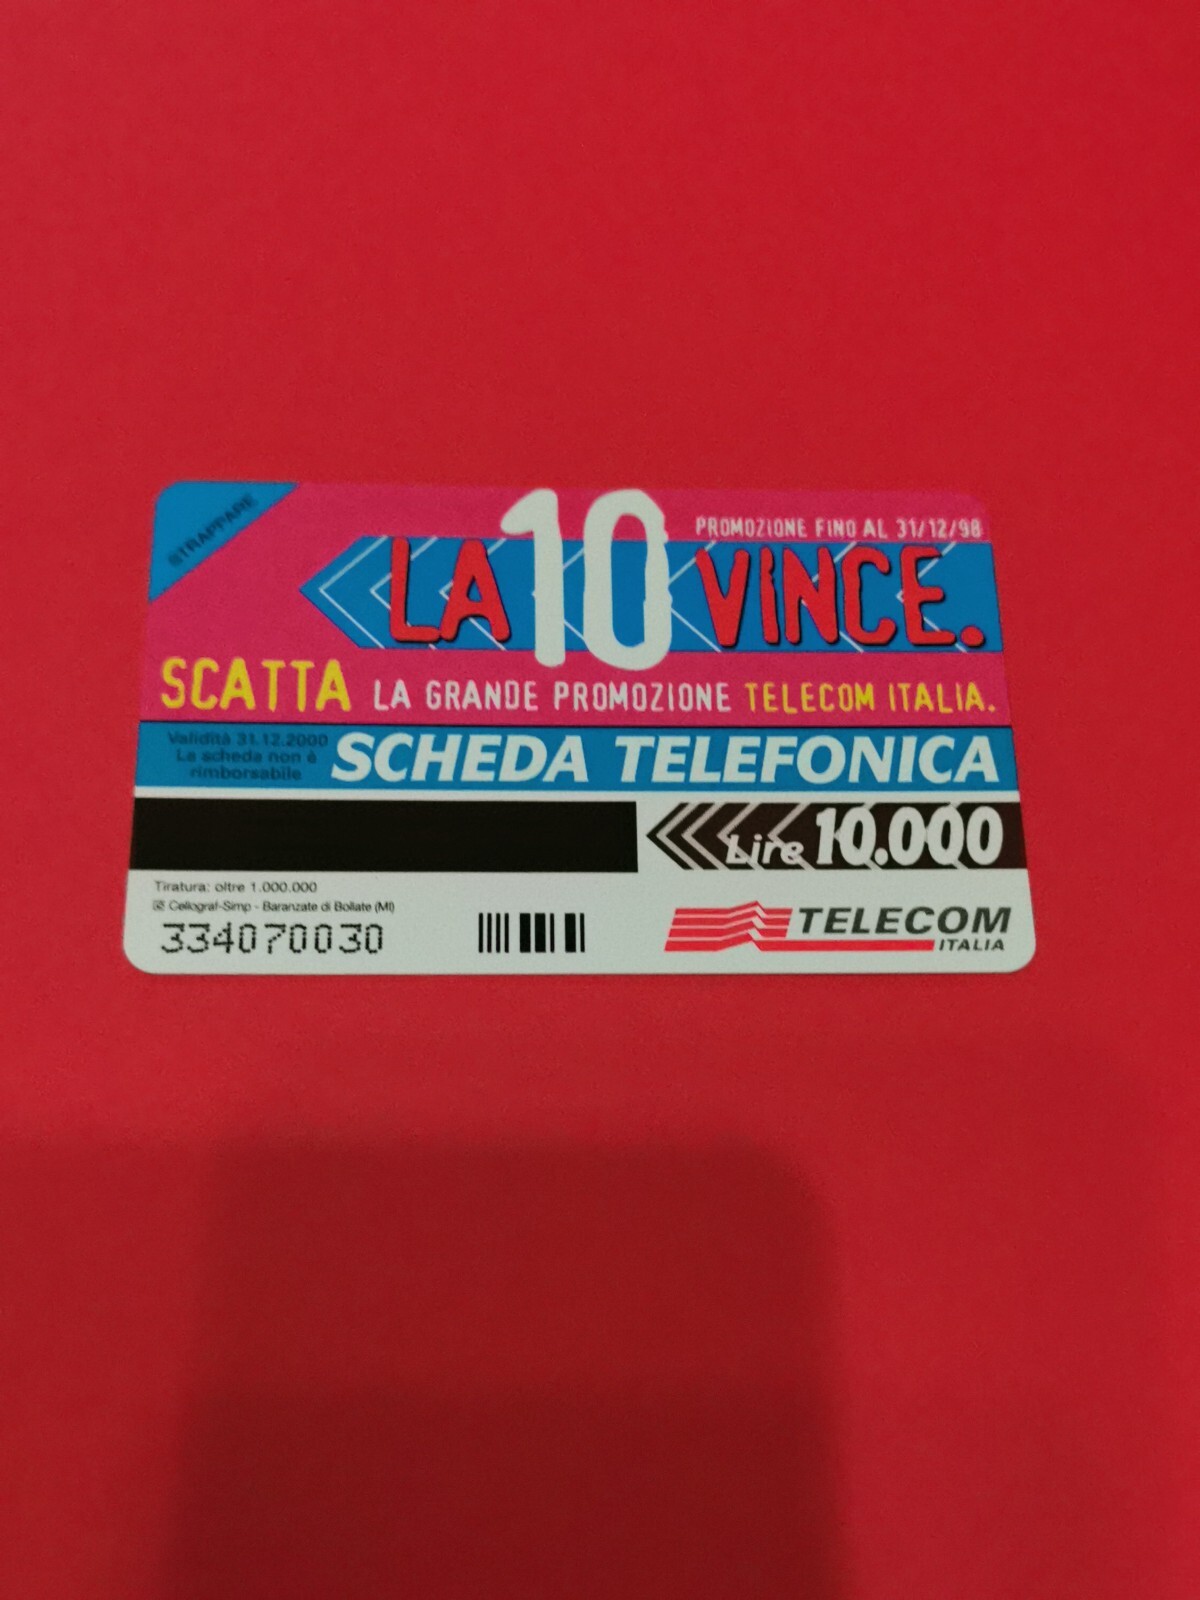 STRAPPARE
PROMOZIONE FINO AL 31/12/98
LA 10 VINCE.
SCATTA LA GRANDE PROMOZIONE TELECOM ITALIA.
Validità 31.12.2000
La scheda non è
rimborsabile
SCHEDA TELEFONICA
Lire 10.000
Tiratura: oltre 1.000.000
Cellograf-Simp - Baranzate di Bollate (MI)
334070030
TELECOM
ITALIA